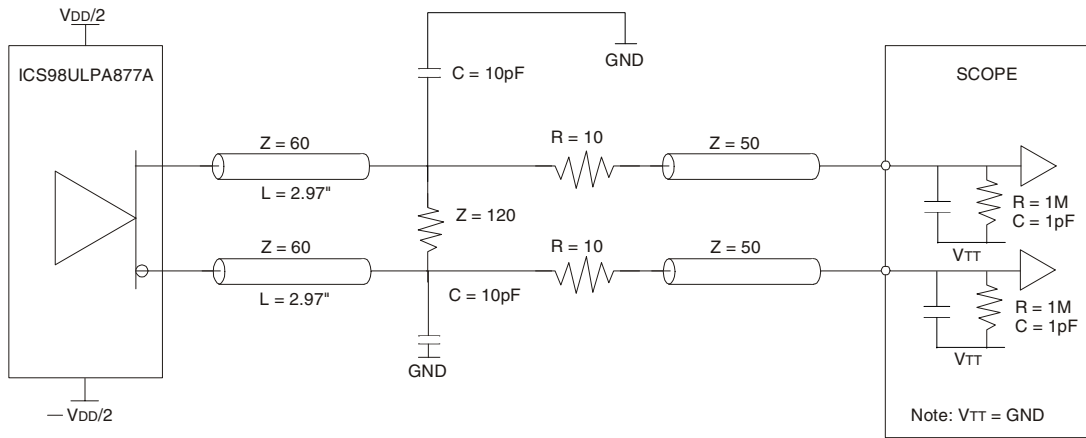 VDD/2
ICS98ULPA877A
GND
C = 10pF
SCOPE
Z = 60
R = 10
Z = 50
L = 2.97"
Z = 120
R = 1M
C = 1pF
VTT
Z = 60
R = 10
Z = 50
L = 2.97"
C = 10pF
R = 1M
C = 1pF
VTT
GND
— VDD/2
Note: VTT = GND